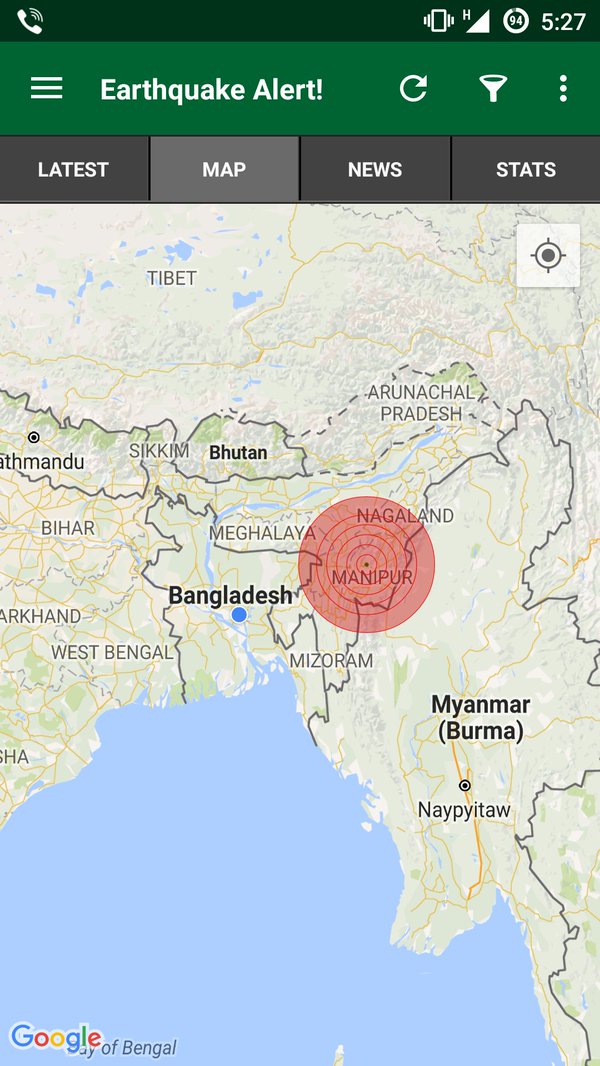 H 94 5:27
Earthquake Alert!
LATEST MAP NEWS STATS
TIBET
ARUNACHAL
PRADESH
SIKKIM Bhutan
athmandu
NAGALAND
BIHAR
MEGHALAYA
MANIPUR
Bangladesh
ARKHAND
WEST BENGAL
MIZORAM
Myanmar
(Burma)
SHA
Naypyitaw
Google
Bay of Bengal